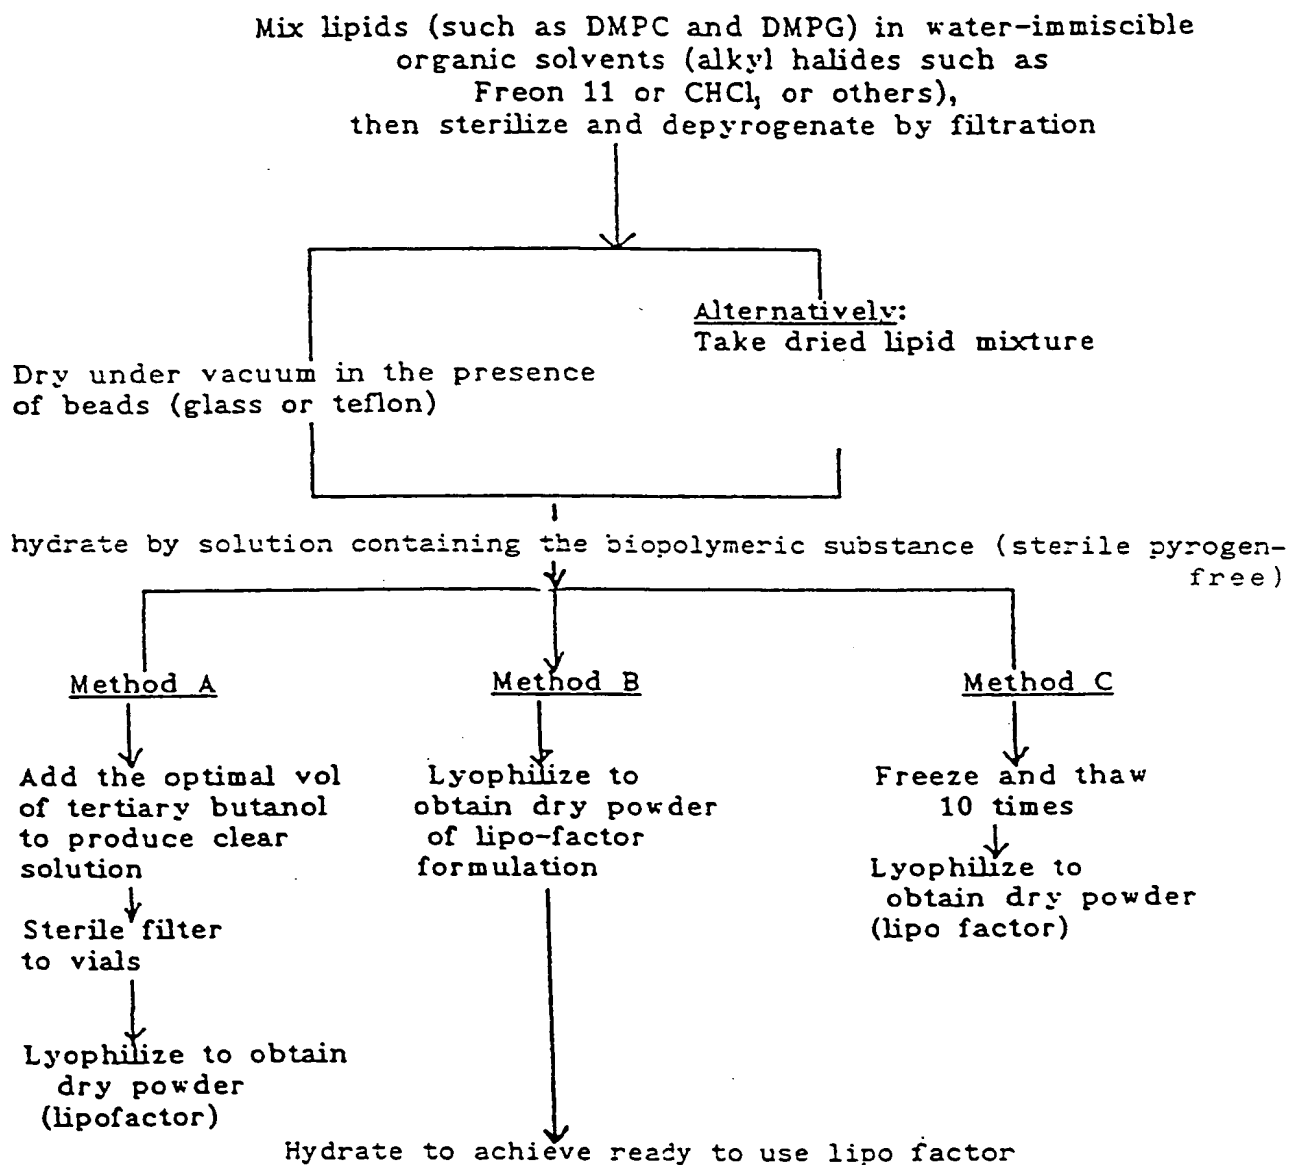 Mix lipids (such as DMPC and DMPG) in water-immiscible
organic solvents (alkyl halides such as
Freon 11 or CHCl, or others),
then sterilize and depyrogenate by filtration
Alternatively:
Take dried lipid mixture
Dry under vacuum in the presence
of beads (glass or teflon)
hydrate by solution containing the biopolymeric substance (sterile pyrogen-
free)
Method A
Add the optimal vol
of tertiary butanol
to produce clear
solution
Sterile filter
to vials
Lyophilize to obtain
dry powder
(lipofactor)
Method B
Lyophilize to
obtain dry powder
of lipo-factor
formulation
Method C
Freeze and thaw
10 times
Lyophilize to
obtain dry powder
(lipo factor)
Hydrate to achieve ready to use lipo factor